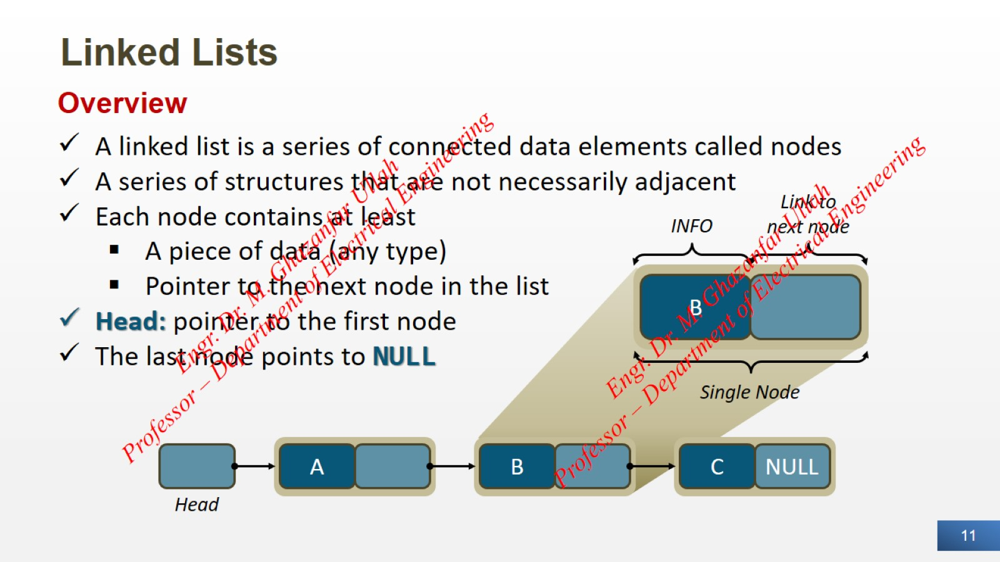 Linked Lists
Overview
✓ A linked list is a series of connected data elements called nodes
✓ A series of structures that are not necessarily adjacent
✓ Each node contains at least
▪ A piece of data (any type)
▪ Pointer to the next node in the list
✓ Head: pointer to the first node
✓ The last node points to NULL
INFO
Link to
next node
B
Single Node
Head
A
B
C
NULL
Engr. Dr. M. Ghazanfar Ullah
Professor – Department of Electrical Engineering
Engr. Dr. M. Ghazanfar Ullah
Professor – Department of Electrical Engineering
11